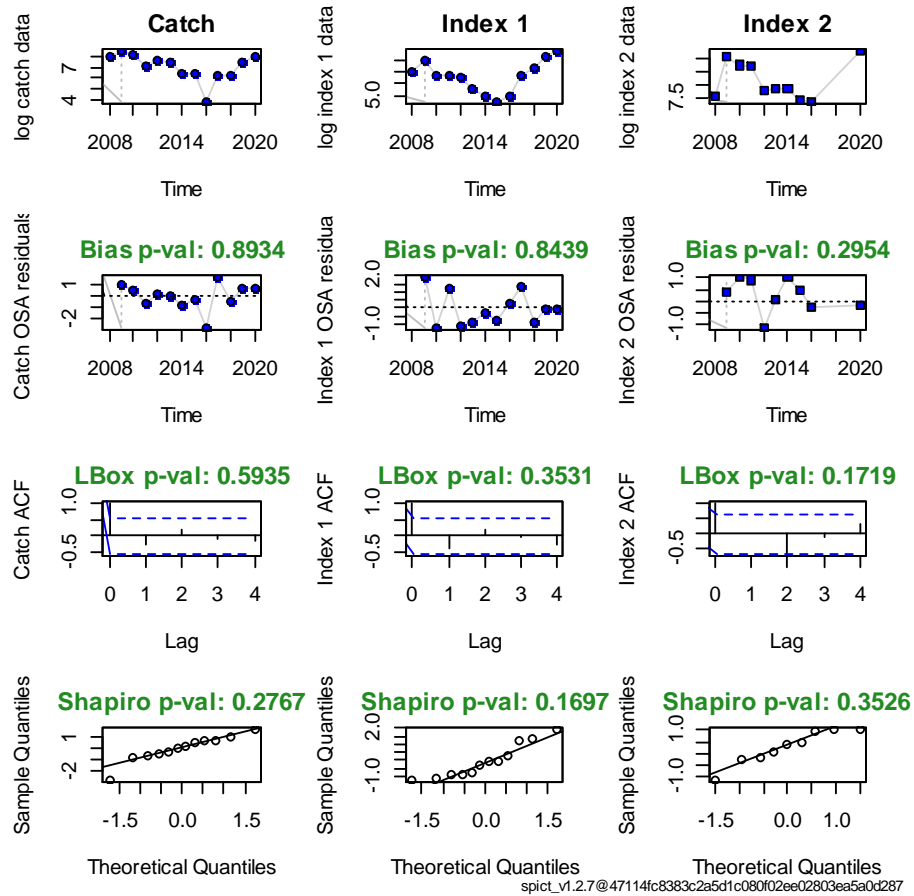 Catch
log catch data
7
4
2008 2014 2020
Time
Index 1
log index 1 data
5.0
2008 2014 2020
Time
Index 2
log index 2 data
7.5
2008 2014 2020
Time
Bias p-val: 0.8934
Catch OSA residuals
1
-2
2008 2014 2020
Time
Bias p-val: 0.8439
Index 1 OSA residua
2.0
-1.0
2008 2014 2020
Time
Bias p-val: 0.2954
Index 2 OSA residua
1.0
-1.0
2008 2014 2020
Time
LBox p-val: 0.5935
Catch ACF
1.0
-0.5
0 1 2 3 4
Lag
LBox p-val: 0.3531
Index 1 ACF
1.0
-0.5
0 1 2 3 4
Lag
LBox p-val: 0.1719
Index 2 ACF
-0.5
0 1 2 3 4
Lag
Shapiro p-val: 0.2767
Sample Quantiles
1
-2
-1.5 0.0 1.5
Theoretical Quantiles
Shapiro p-val: 0.1697
Sample Quantiles
2.0
-1.0
-1.5 0.0 1.5
Theoretical Quantiles
Shapiro p-val: 0.3526
Sample Quantiles
1.0
-1.0
-1.5 0.0 1.0
Theoretical Quantiles
spict_v1.2.7@47114fc8383c2a5d1c080f02ee02803ea5a0d287